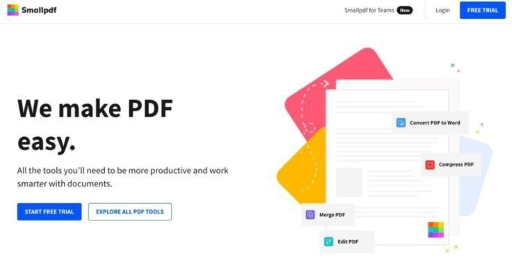 Smallpdf
Smallpdf for Teams New Login FREE TRIAL
We make PDF
easy.
All the tools you'll need to be more productive and work
smarter with documents.
START FREE TRIAL EXPLORE ALL PDF TOOLS
Convert PDF to Word
Compress PDF
Merge PDF
Edit PDF